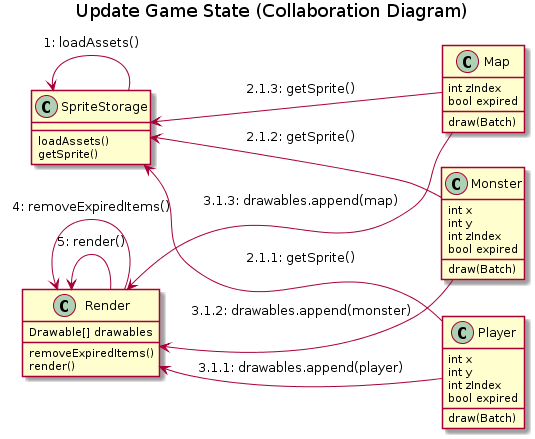 Update Game State (Collaboration Diagram)
1: loadAssets()
C SpriteStorage
loadAssets()
getSprite()
C Map
int zIndex
bool expired
draw(Batch)
2.1.3: getSprite()
2.1.2: getSprite()
C Monster
int x
int y
int zIndex
bool expired
draw(Batch)
3.1.3: drawables.append(map)
4: removeExpiredItems()
5: render()
2.1.1: getSprite()
C Render
Drawable[] drawables
removeExpiredItems()
render()
3.1.2: drawables.append(monster)
3.1.1: drawables.append(player)
C Player
int x
int y
int zIndex
bool expired
draw(Batch)